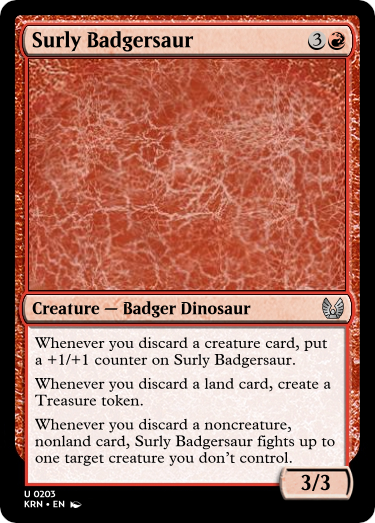 Surly Badgersaur 3
Creature — Badger Dinosaur
Whenever you discard a creature card, put
a +1/+1 counter on Surly Badgersaur.
Whenever you discard a land card, create a
Treasure token.
Whenever you discard a noncreature,
nonland card, Surly Badgersaur fights up to
one target creature you don't control.
3/3
U 0203
KRN • EN